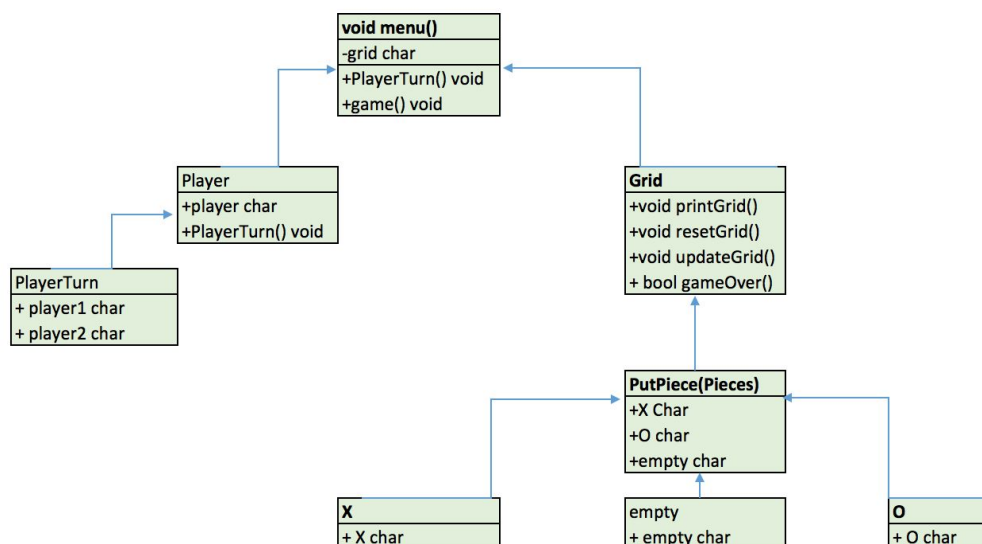 void menu()
-grid char
+PlayerTurn() void
+game() void
Player
+player char
+PlayerTurn() void
Grid
+void printGrid()
+void resetGrid()
+void updateGrid()
+ bool gameOver()
PlayerTurn
+ player1 char
+ player2 char
PutPiece(Pieces)
+X Char
+O char
+empty char
X
+ X char
empty
+ empty char
O
+ O char